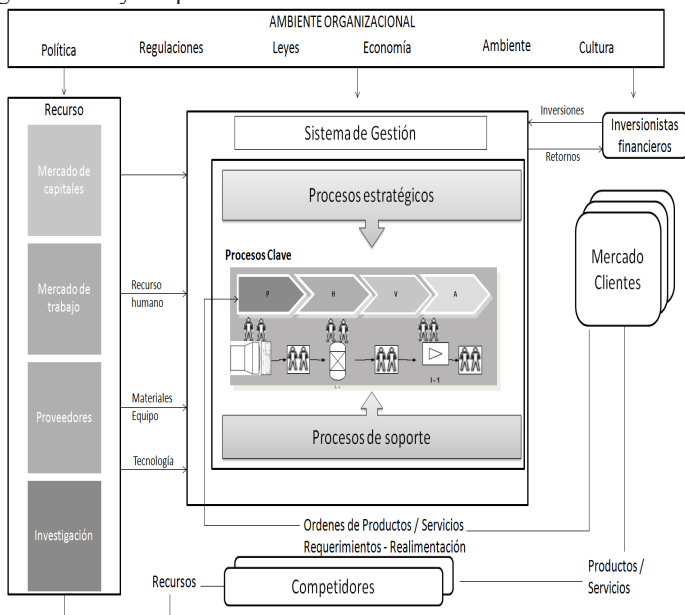 AMBIENTE ORGANIZACIONAL
Política Regulaciones Leyes Economía Ambiente Cultura
Recurso
Mercado de
capitales
Mercado de
trabajo
Proveedores
Investigación
Recurso
humano
Materiales
Equipo
Tecnología
Sistema de Gestión
Procesos estratégicos
Procesos Clave
P H V A
I-1
Procesos de soporte
Inversiones
Retornos
Inversionistas
financieros
Mercado
Clientes
Ordenes de Productos / Servicios
Requerimientos - Realimentación
Productos /
Servicios
Recursos
Competidores